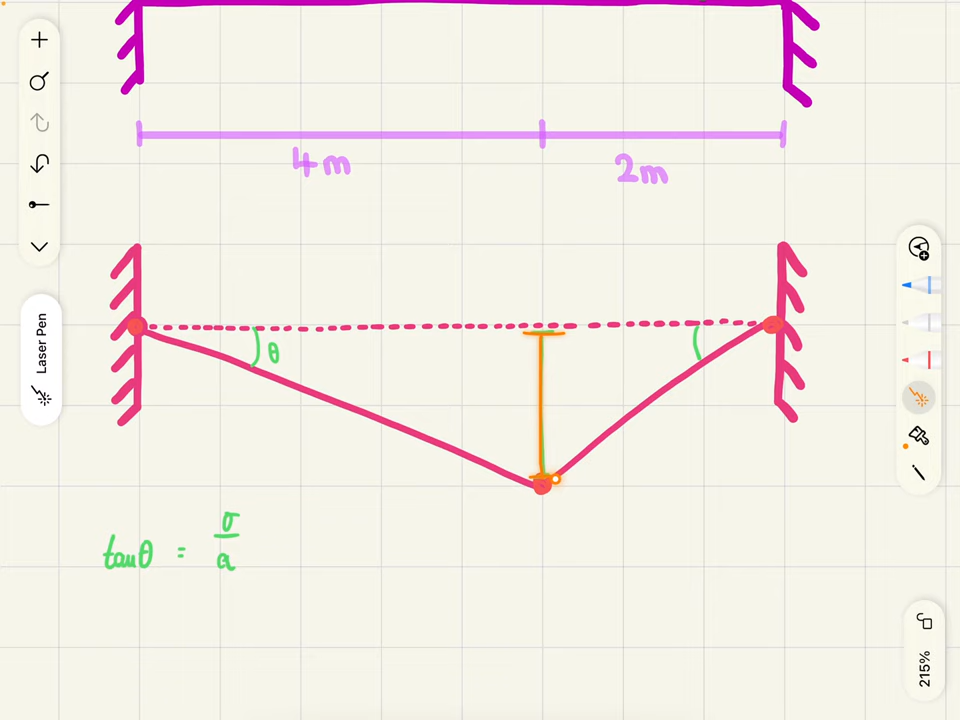 4m
2m
θ
tanθ = σ/a
Laser Pen
215%